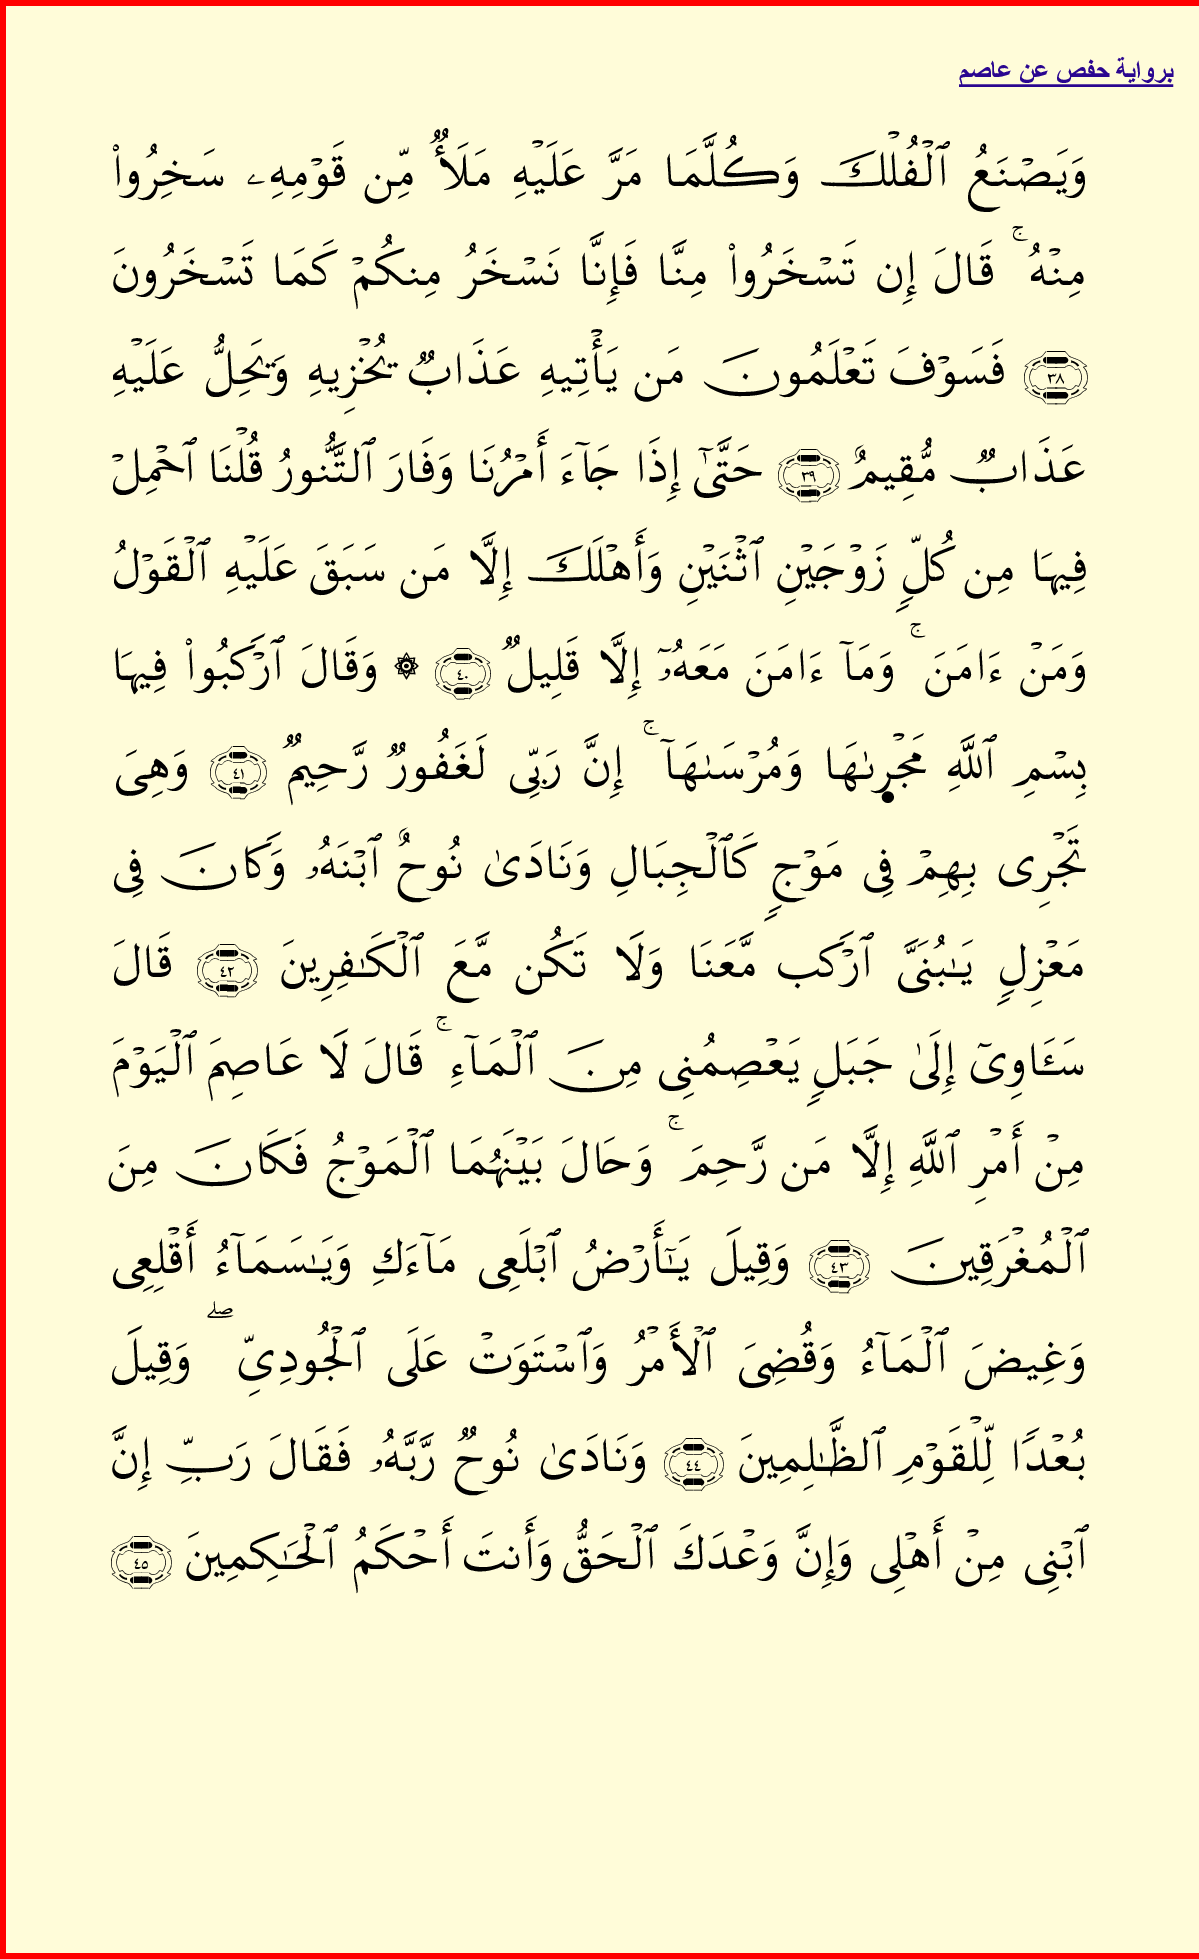 برواية حفص عن عاصم
وَيَصۡنَعُ ٱلۡفُلۡكَ وَكُلَّمَا مَرَّ عَلَيۡهِ مَلَأٞ مِّن قَوۡمِهِۦ سَخِرُواْ
مِنۡهُۚ قَالَ إِن تَسۡخَرُواْ مِنَّا فَإِنَّا نَسۡخَرُ مِنكُمۡ كَمَا تَسۡخَرُونَ
٣٨ فَسَوۡفَ تَعۡلَمُونَ مَن يَأۡتِيهِ عَذَابٞ يُخۡزِيهِ وَيَحِلُّ عَلَيۡهِ
عَذَابٞ مُّقِيمٌ ٣٩ حَتَّىٰٓ إِذَا جَآءَ أَمۡرُنَا وَفَارَ ٱلتَّنُّورُ قُلۡنَا ٱحۡمِلۡ
فِيهَا مِن كُلّٖ زَوۡجَيۡنِ ٱثۡنَيۡنِ وَأَهۡلَكَ إِلَّا مَن سَبَقَ عَلَيۡهِ ٱلۡقَوۡلُ
وَمَنۡ ءَامَنَۚ وَمَآ ءَامَنَ مَعَهُۥٓ إِلَّا قَلِيلٞ ٤٠ ۞ وَقَالَ ٱرۡكَبُواْ فِيهَا
بِسۡمِ ٱللَّهِ مَجۡر۪ىٰهَا وَمُرۡسَىٰهَآۚ إِنَّ رَبِّي لَغَفُورٞ رَّحِيمٞ ٤١ وَهِيَ
تَجۡرِي بِهِمۡ فِي مَوۡجٖ كَٱلۡجِبَالِ وَنَادَىٰ نُوحٌ ٱبۡنَهُۥ وَكَانَ فِي
مَعۡزِلٖ يَٰبُنَيَّ ٱرۡكَب مَّعَنَا وَلَا تَكُن مَّعَ ٱلۡكَٰفِرِينَ ٤٢ قَالَ
سَـَٔاوِيٓ إِلَىٰ جَبَلٖ يَعۡصِمُنِي مِنَ ٱلۡمَآءِۚ قَالَ لَا عَاصِمَ ٱلۡيَوۡمَ
مِنۡ أَمۡرِ ٱللَّهِ إِلَّا مَن رَّحِمَۚ وَحَالَ بَيۡنَهُمَا ٱلۡمَوۡجُ فَكَانَ مِنَ
ٱلۡمُغۡرَقِينَ ٤٣ وَقِيلَ يَٰٓأَرۡضُ ٱبۡلَعِي مَآءَكِ وَيَٰسَمَآءُ أَقۡلِعِي
وَغِيضَ ٱلۡمَآءُ وَقُضِيَ ٱلۡأَمۡرُ وَٱسۡتَوَتۡ عَلَى ٱلۡجُودِيِّۖ وَقِيلَ
بُعۡدٗا لِّلۡقَوۡمِ ٱلظَّٰلِمِينَ ٤٤ وَنَادَىٰ نُوحٞ رَّبَّهُۥ فَقَالَ رَبِّ إِنَّ
ٱبۡنِي مِنۡ أَهۡلِي وَإِنَّ وَعۡدَكَ ٱلۡحَقُّ وَأَنتَ أَحۡكَمُ ٱلۡحَٰكِمِينَ ٤٥